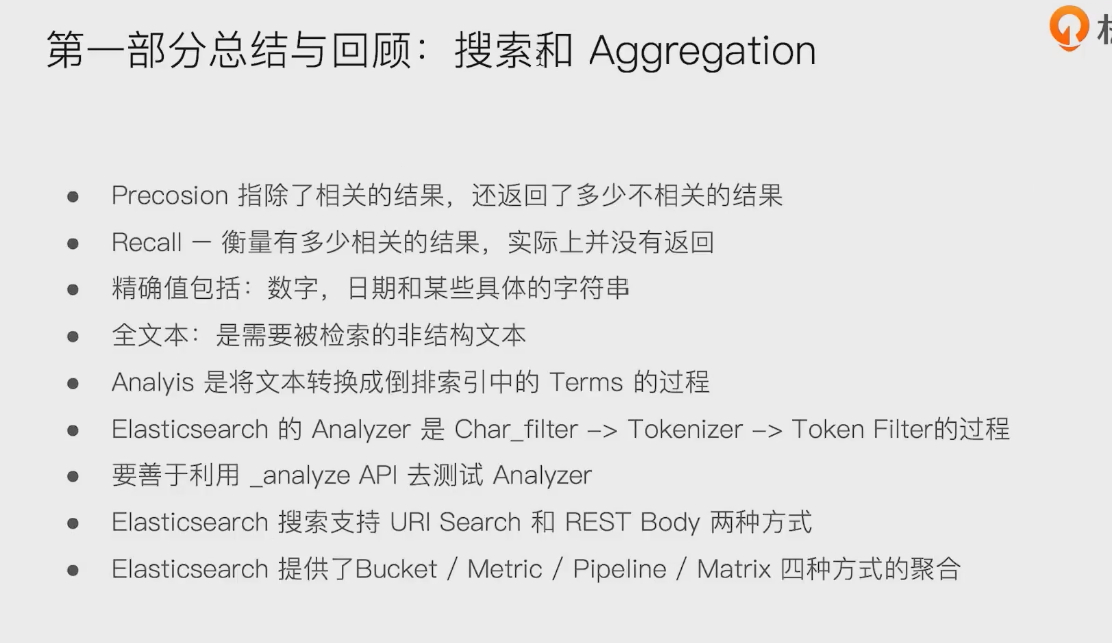 第一部分总结与回顾：搜索和 Aggregation
● Precosion 指除了相关的结果，还返回了多少不相关的结果
● Recall – 衡量有多少相关的结果，实际上并没有返回
● 精确值包括：数字，日期和某些具体的字符串
● 全文本：是需要被检索的非结构文本
● Analyis 是将文本转换成倒排索引中的 Terms 的过程
● Elasticsearch 的 Analyzer 是 Char_filter –> Tokenizer –> Token Filter的过程
● 要善于利用 _analyze API 去测试 Analyzer
● Elasticsearch 搜索支持 URI Search 和 REST Body 两种方式
● Elasticsearch 提供了Bucket / Metric / Pipeline / Matrix 四种方式的聚合